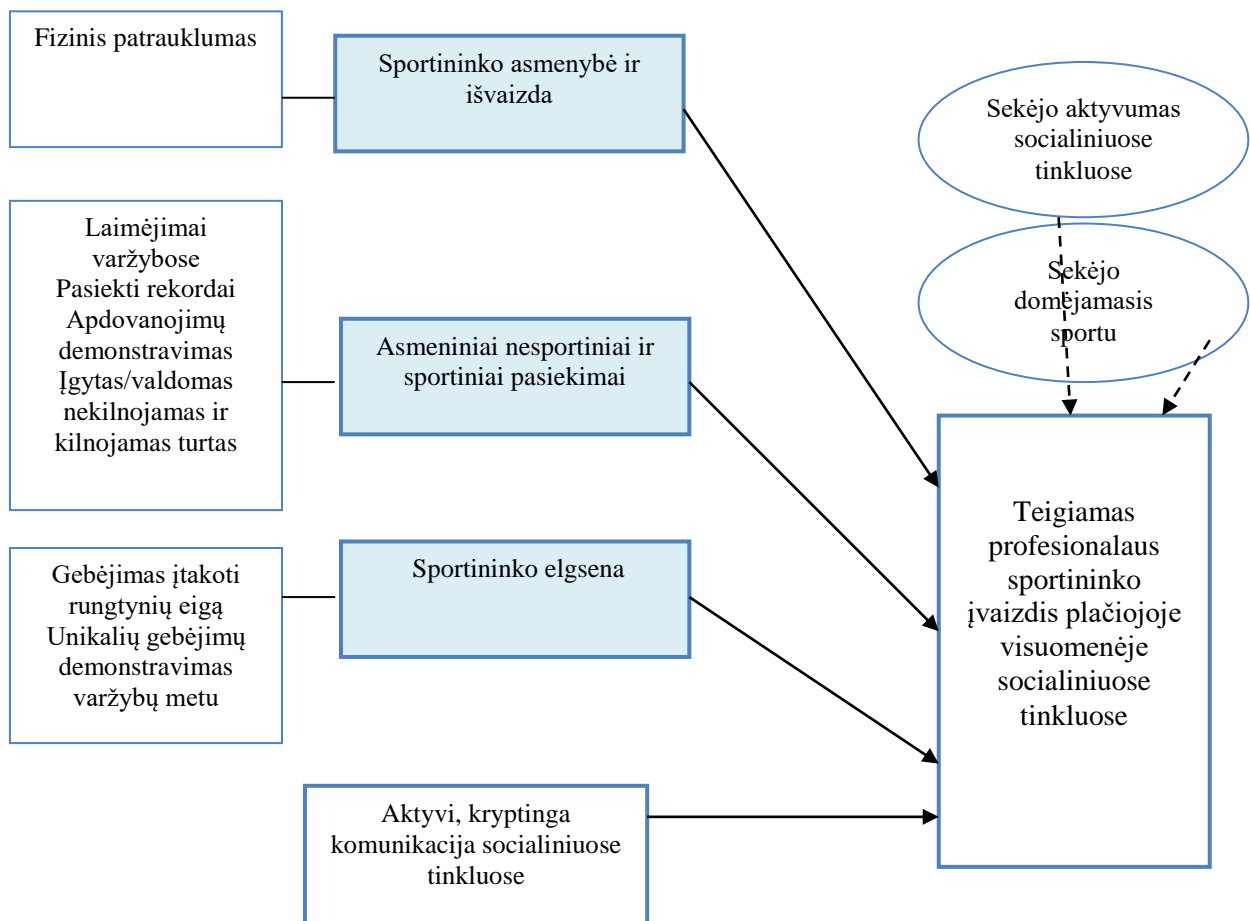 Fizinis patrauklumas
Sportininko asmenybė ir
išvaizda
Sekėjo aktyvumas
socialiniuose
tinkluose
Laimėjimai
varžybose
Pasiekti rekordai
Apdovanojimų
demonstravimas
Įgytas/valdomas
nekilnojamas ir
kilnojamas turtas
Sekėjo
domėjamasis
sportu
Asmeniniai nesportiniai ir
sportiniai pasiekimai
Gebėjimas įtakoti
rungtynių eigą
Unikalių gebėjimų
demonstravimas
varžybų metu
Sportininko elgsena
Teigiamas
profesionalaus
sportininko
įvaizdis plačiojoje
visuomenėje
socialiniuose
tinkluose
Aktyvi, kryptinga
komunikacija socialiniuose
tinkluose